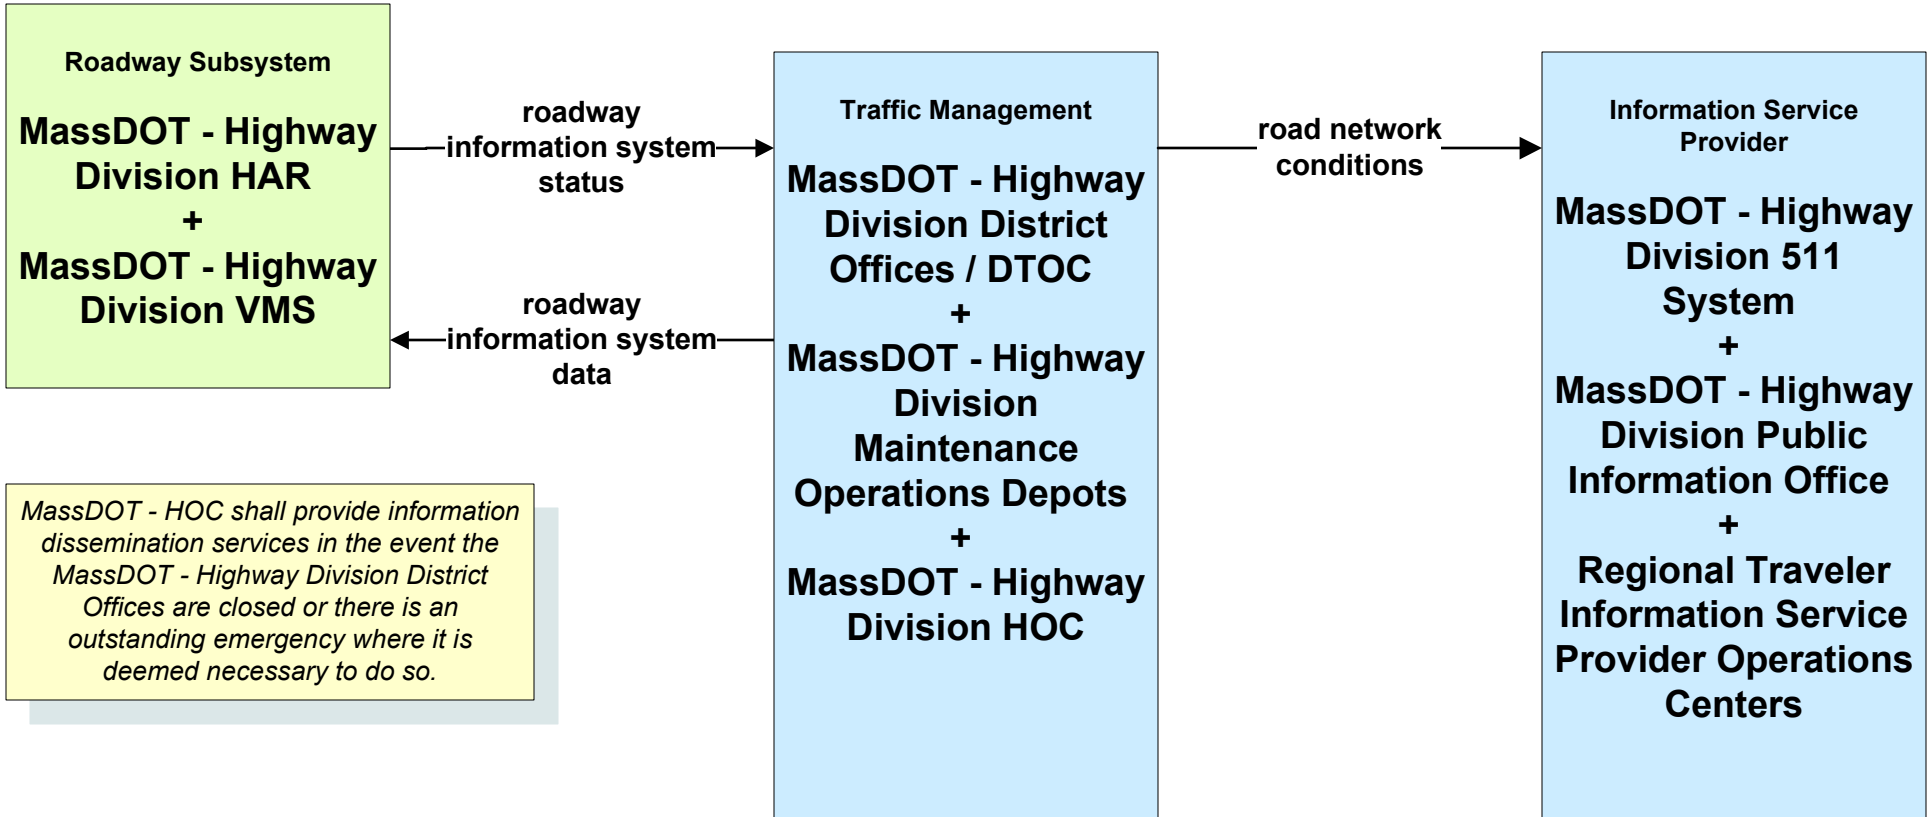 Roadway Subsystem
MassDOT - Highway
Division HAR
+
MassDOT - Highway
Division VMS
roadway
information system
status
roadway
information system
data
Traffic Management
MassDOT - Highway
Division District
Offices / DTOC
+
MassDOT - Highway
Division
Maintenance
Operations Depots
+
MassDOT - Highway
Division HOC
road network
conditions
Information Service
Provider
MassDOT - Highway
Division 511
System
+
MassDOT - Highway
Division Public
Information Office
+
Regional Traveler
Information Service
Provider Operations
Centers
MassDOT - HOC shall provide information
dissemination services in the event the
MassDOT - Highway Division District
Offices are closed or there is an
outstanding emergency where it is
deemed necessary to do so.